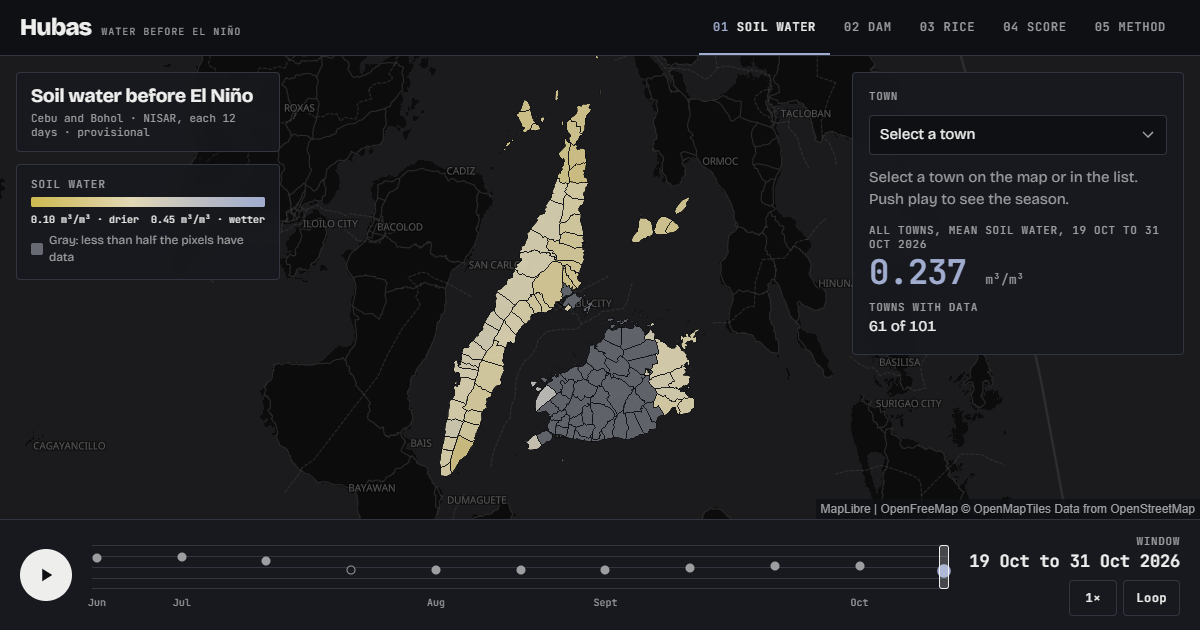 Hubas WATER BEFORE EL NIÑO
01 SOIL WATER 02 DAM 03 RICE 04 SCORE 05 METHOD
Soil water before El Niño
Cebu and Bohol · NISAR, each 12
days · provisional
SOIL WATER
0.10 m³/m³ · drier 0.45 m³/m³ · wetter
Gray: less than half the pixels have
data
ROXAS
TACLOBAN
CADIZ
ORMOC
ILOILO CITY
BACOLOD
SAN CARL
BU CITY
HINUN
BASILISA
SURIGAO CITY
CAGAYANCILLO
BAIS
BAYAWAN
DUMAGUETE
TOWN
Select a town
Select a town on the map or in the list.
Push play to see the season.
ALL TOWNS, MEAN SOIL WATER, 19 OCT TO 31
OCT 2026
0.237 m³/m³
TOWNS WITH DATA
61 of 101
MapLibre | OpenFreeMap © OpenMapTiles Data from OpenStreetMap
Jun Jul Aug Sept Oct
WINDOW
19 Oct to 31 Oct 2026
1× Loop